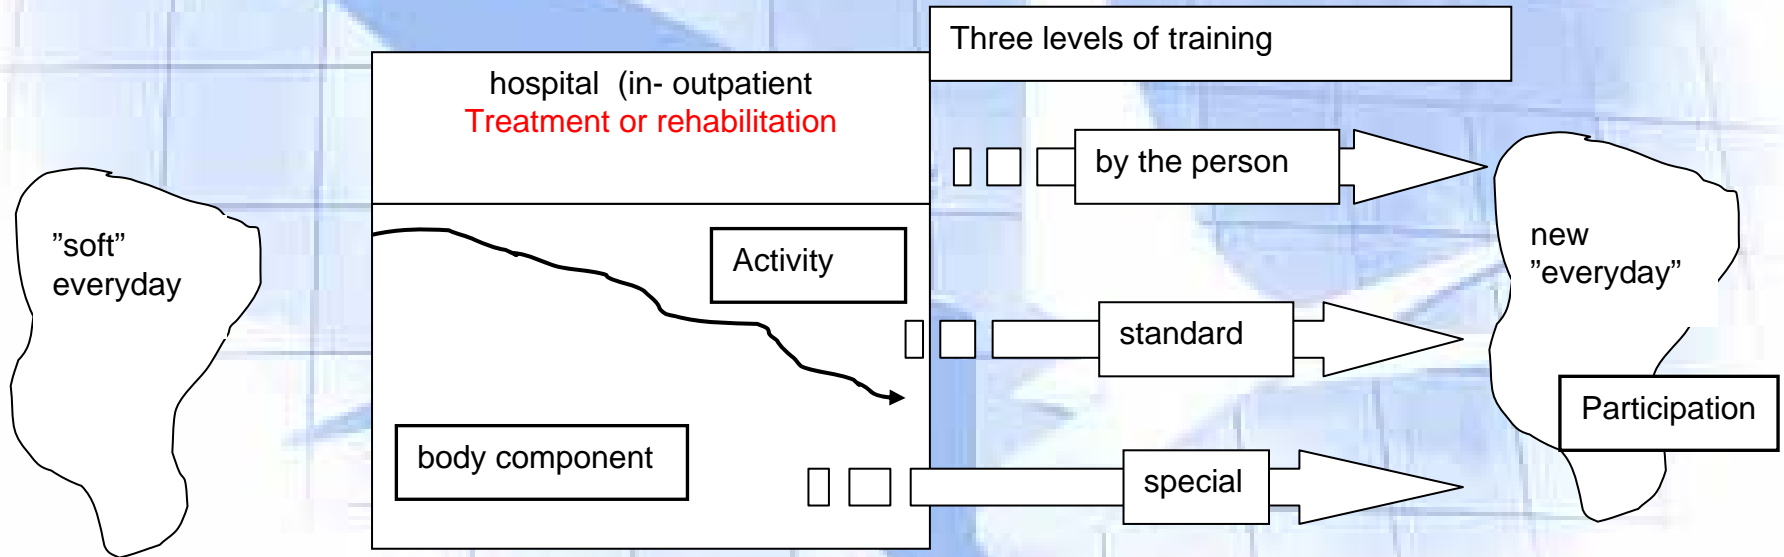 Three levels of training
hospital (in- outpatient
Treatment or rehabilitation
by the person
”soft”
everyday
Activity
new
”everyday”
standard
Participation
body component
special